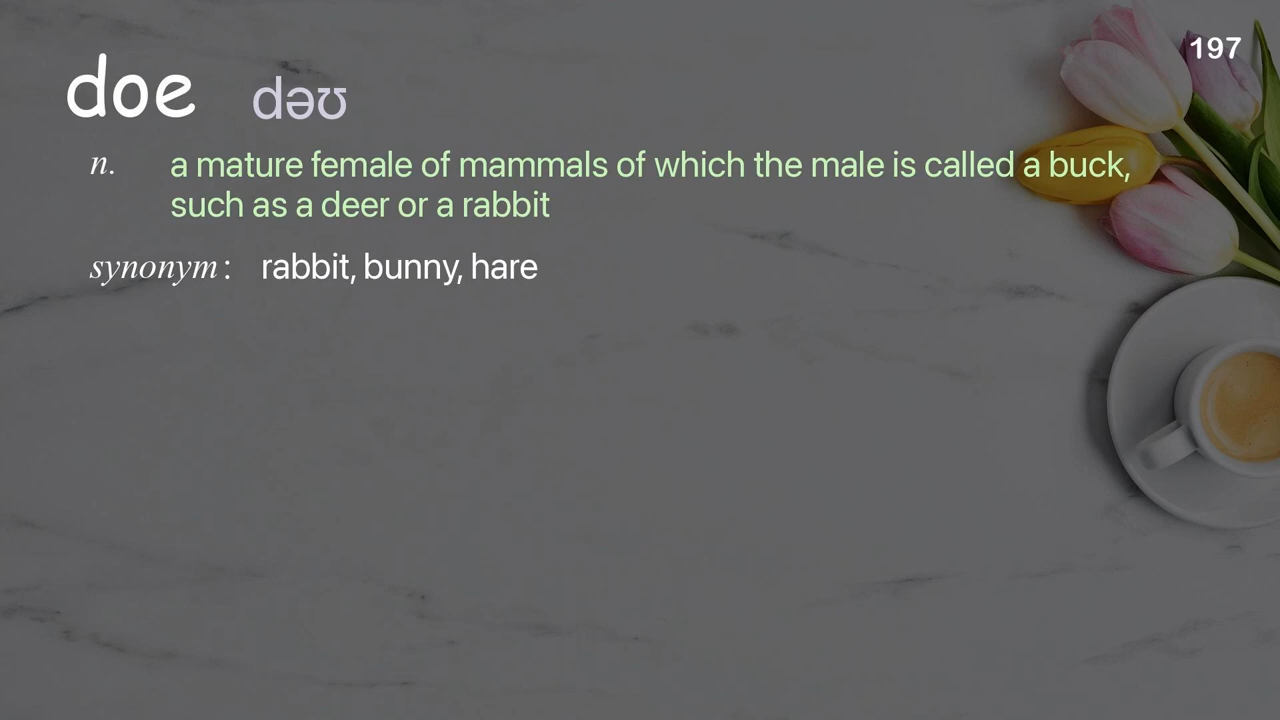 197
doe dəʊ
n. a mature female of mammals of which the male is called a buck,
such as a deer or a rabbit
synonym: rabbit, bunny, hare